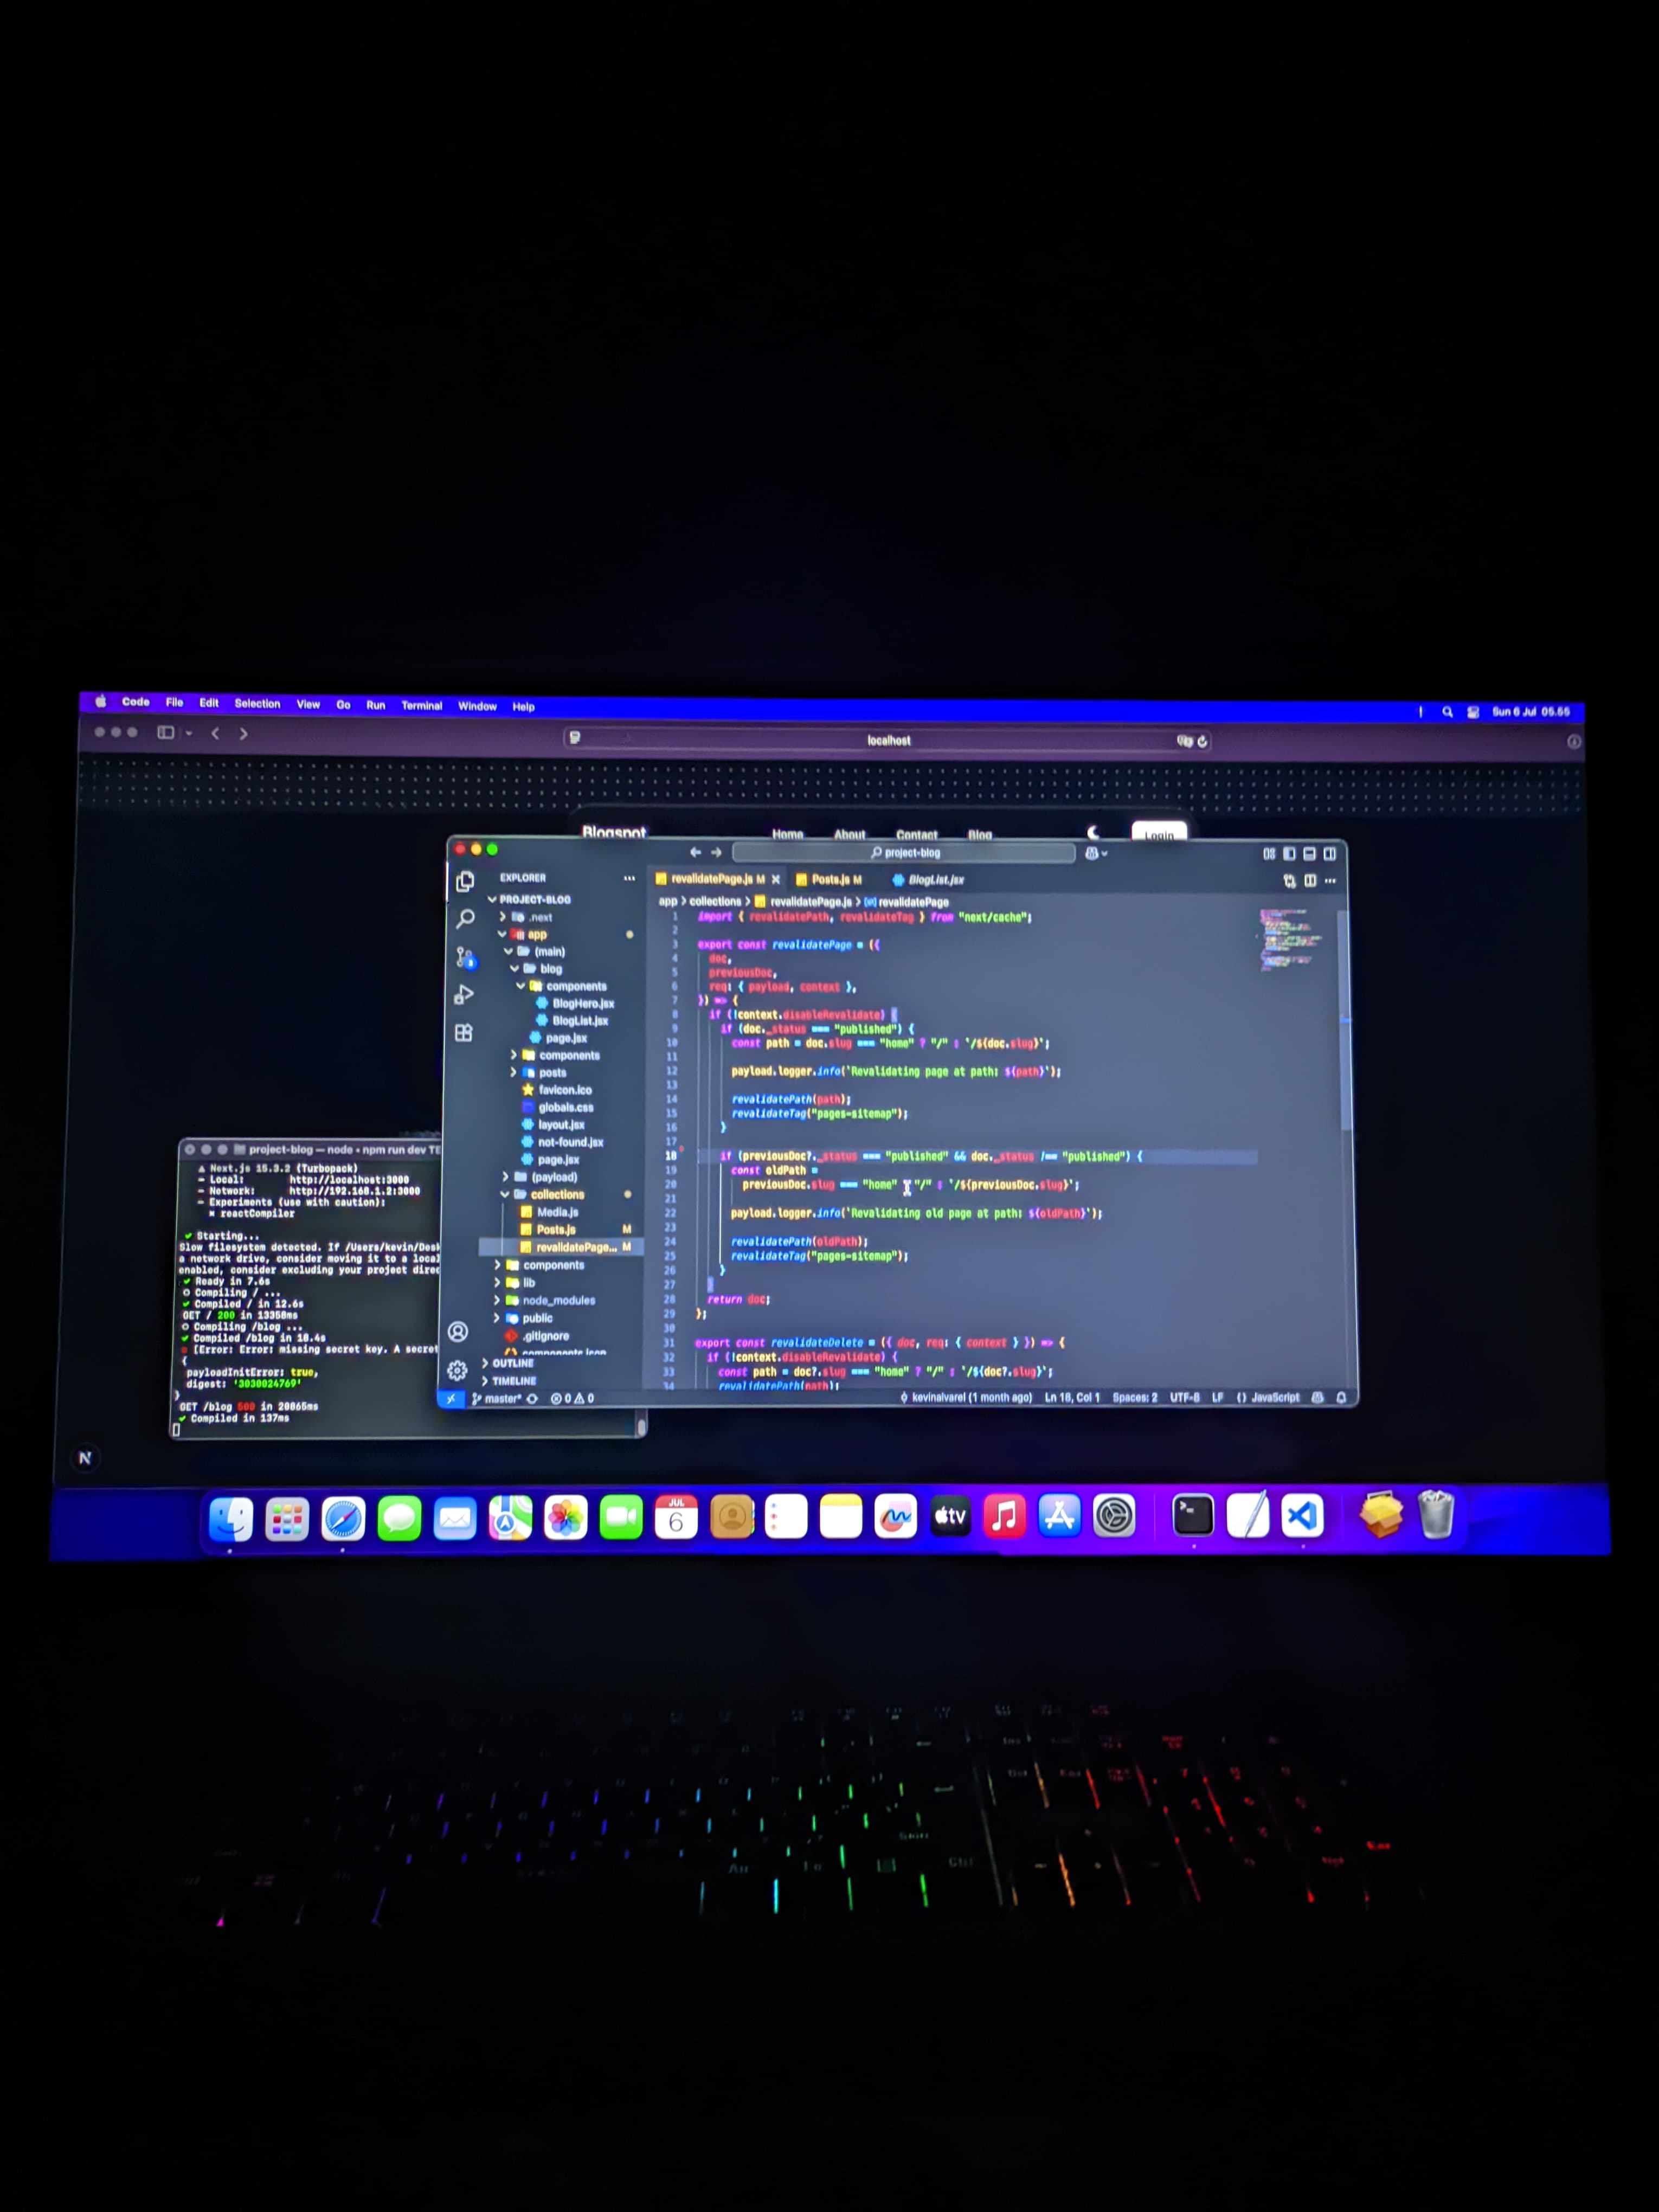 Code File Edit Selection View Go Run Terminal Window Help
Sun 6 Jul 05.55
localhost
Blogspot Home About Contact Blog Login
project-blog
EXPLORER
PROJECT-BLOG
.next
app
(main)
blog
components
BlogHero.jsx
BlogList.jsx
page.jsx
components
posts
favicon.ico
globals.css
layout.jsx
not-found.jsx
page.jsx
(payload)
collections
Media.js
Posts.js M
revalidatePage... M
components
lib
node_modules
public
.gitignore
components.json
OUTLINE
TIMELINE
revalidatePage.js M Posts.js M BlogList.jsx
app > collections > revalidatePage.js > revalidatePage
1 import { revalidatePath, revalidateTag } from "next/cache";
2
3 export const revalidatePage = ({
4 doc,
5 previousDoc,
6 req: { payload, context },
7 }) => {
8 if (!context.disableRevalidate) {
9 if (doc._status === "published") {
10 const path = doc.slug === "home" ? "/" : '/${doc.slug}';
11
12 payload.logger.info('Revalidating page at path: ${path}');
13
14 revalidatePath(path);
15 revalidateTag("pages-sitemap");
16 }
17
18 if (previousDoc?._status === "published" && doc._status !== "published") {
19 const oldPath =
20 previousDoc.slug === "home" "/" : '/${previousDoc.slug}';
21
22 payload.logger.info('Revalidating old page at path: ${oldPath}');
23
24 revalidatePath(oldPath);
25 revalidateTag("pages-sitemap");
26 }
27 }
28 return doc;
29 };
30
31 export const revalidateDelete = ({ doc, req: { context } }) => {
32 if (!context.disableRevalidate) {
33 const path = doc?.slug === "home" ? "/" : '/${doc?.slug}';
34 revalidatePath(path);
master* 0 0 kevinalvarel (1 month ago) Ln 18, Col 1 Spaces: 2 UTF-8 LF {} JavaScript
project-blog — node • npm run dev TE
▲ Next.js 15.3.2 (Turbopack)
- Local: http://localhost:3000
- Network: http://192.168.1.2:3000
- Experiments (use with caution):
reactCompiler
✓ Starting...
Slow filesystem detected. If /Users/kevin/Desk
a network drive, consider moving it to a local
enabled, consider excluding your project direc
✓ Ready in 7.6s
○ Compiling / ...
✓ Compiled / in 12.6s
GET / 200 in 13358ms
○ Compiling /blog ...
✓ Compiled /blog in 18.4s
[Error: Error: missing secret key. A secret
{
payloadInitError: true,
digest: '3030024769'
}
GET /blog 500 in 20865ms
✓ Compiled in 137ms
N
JUL
6
tv